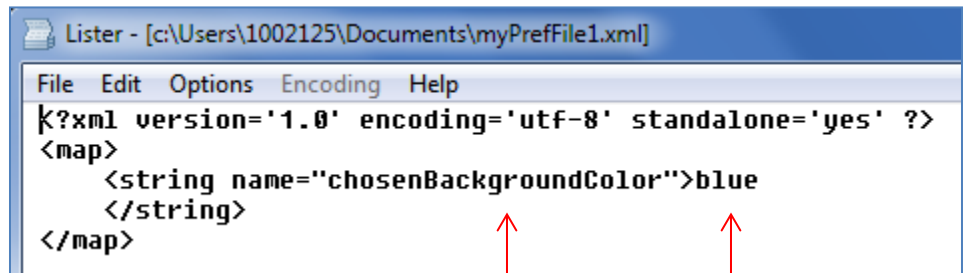 Lister - [c:\Users\1002125\Documents\myPrefFile1.xml]
File Edit Options Encoding Help
<?xml version='1.0' encoding='utf-8' standalone='yes' ?>
<map>
    <string name="chosenBackgroundColor">blue
    </string>
</map>